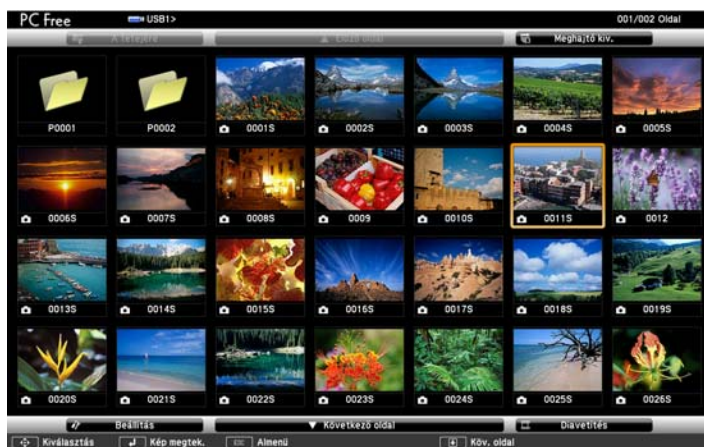 PC Free USB1> 001/002 Oldal
A tetejére Előző oldal Meghajtó kiv.
P0001 P0002 0001S 0002S 0003S 0004S 0005S
0006S 0007S 0008S 0009 0010S 0011S 0012
0013S 0014S 0015S 0016S 0017S 0018S 0019S
0020S 0021S 0022S 0023S 0024S 0025S 0026S
Beállítás Következő oldal Diavetítés
Kiválasztás Kép megtek. Esc Almenü Köv. oldal